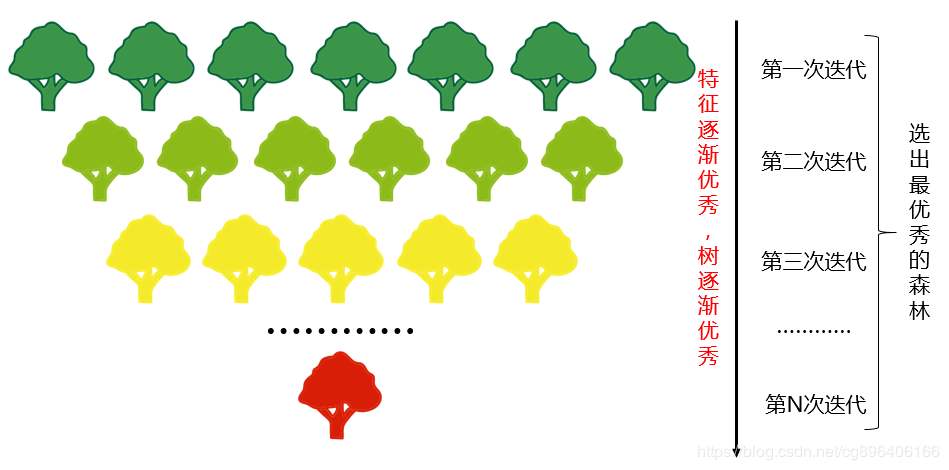 特征逐渐优秀,树逐渐优秀
第一次迭代
第二次迭代
第三次迭代
…………
第N次迭代
选出最优秀的森林
https://blog.csdn.net/cg896406166